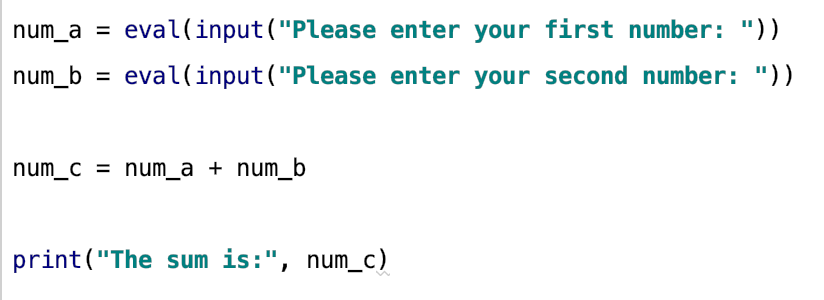 num_a = eval(input("Please enter your first number: "))
num_b = eval(input("Please enter your second number: "))
num_c = num_a + num_b
print("The sum is:", num_c)